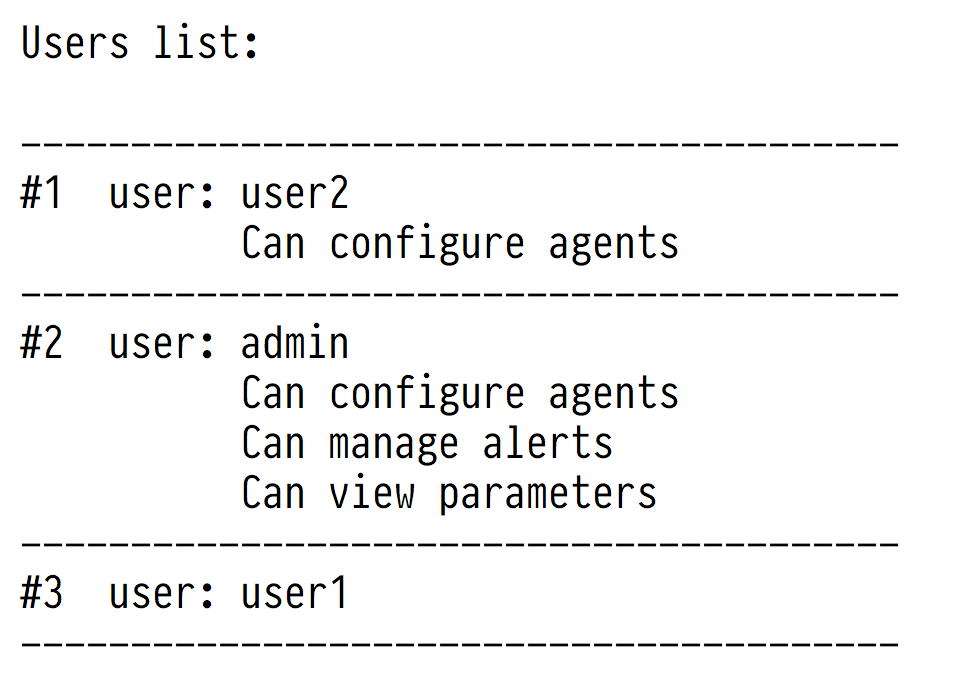 Users list:

----------------------------------------
#1  user: user2
          Can configure agents
----------------------------------------
#2  user: admin
          Can configure agents
          Can manage alerts
          Can view parameters
----------------------------------------
#3  user: user1
----------------------------------------